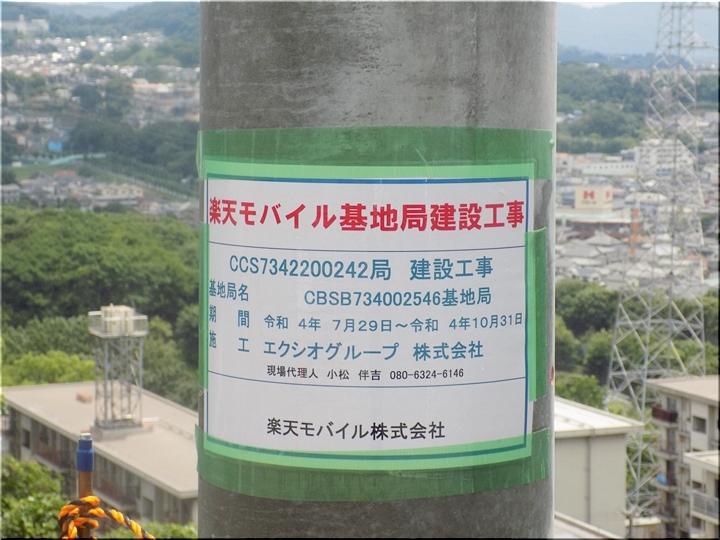 楽天モバイル基地局建設工事
CCS7342200242局 建設工事
基地局名 CBSB734002546基地局
期間 令和 4年 7月29日～令和 4年10月31日
施工 エクシオグループ 株式会社
現場代理人 小松 伴吉 080-6324-6146
楽天モバイル株式会社